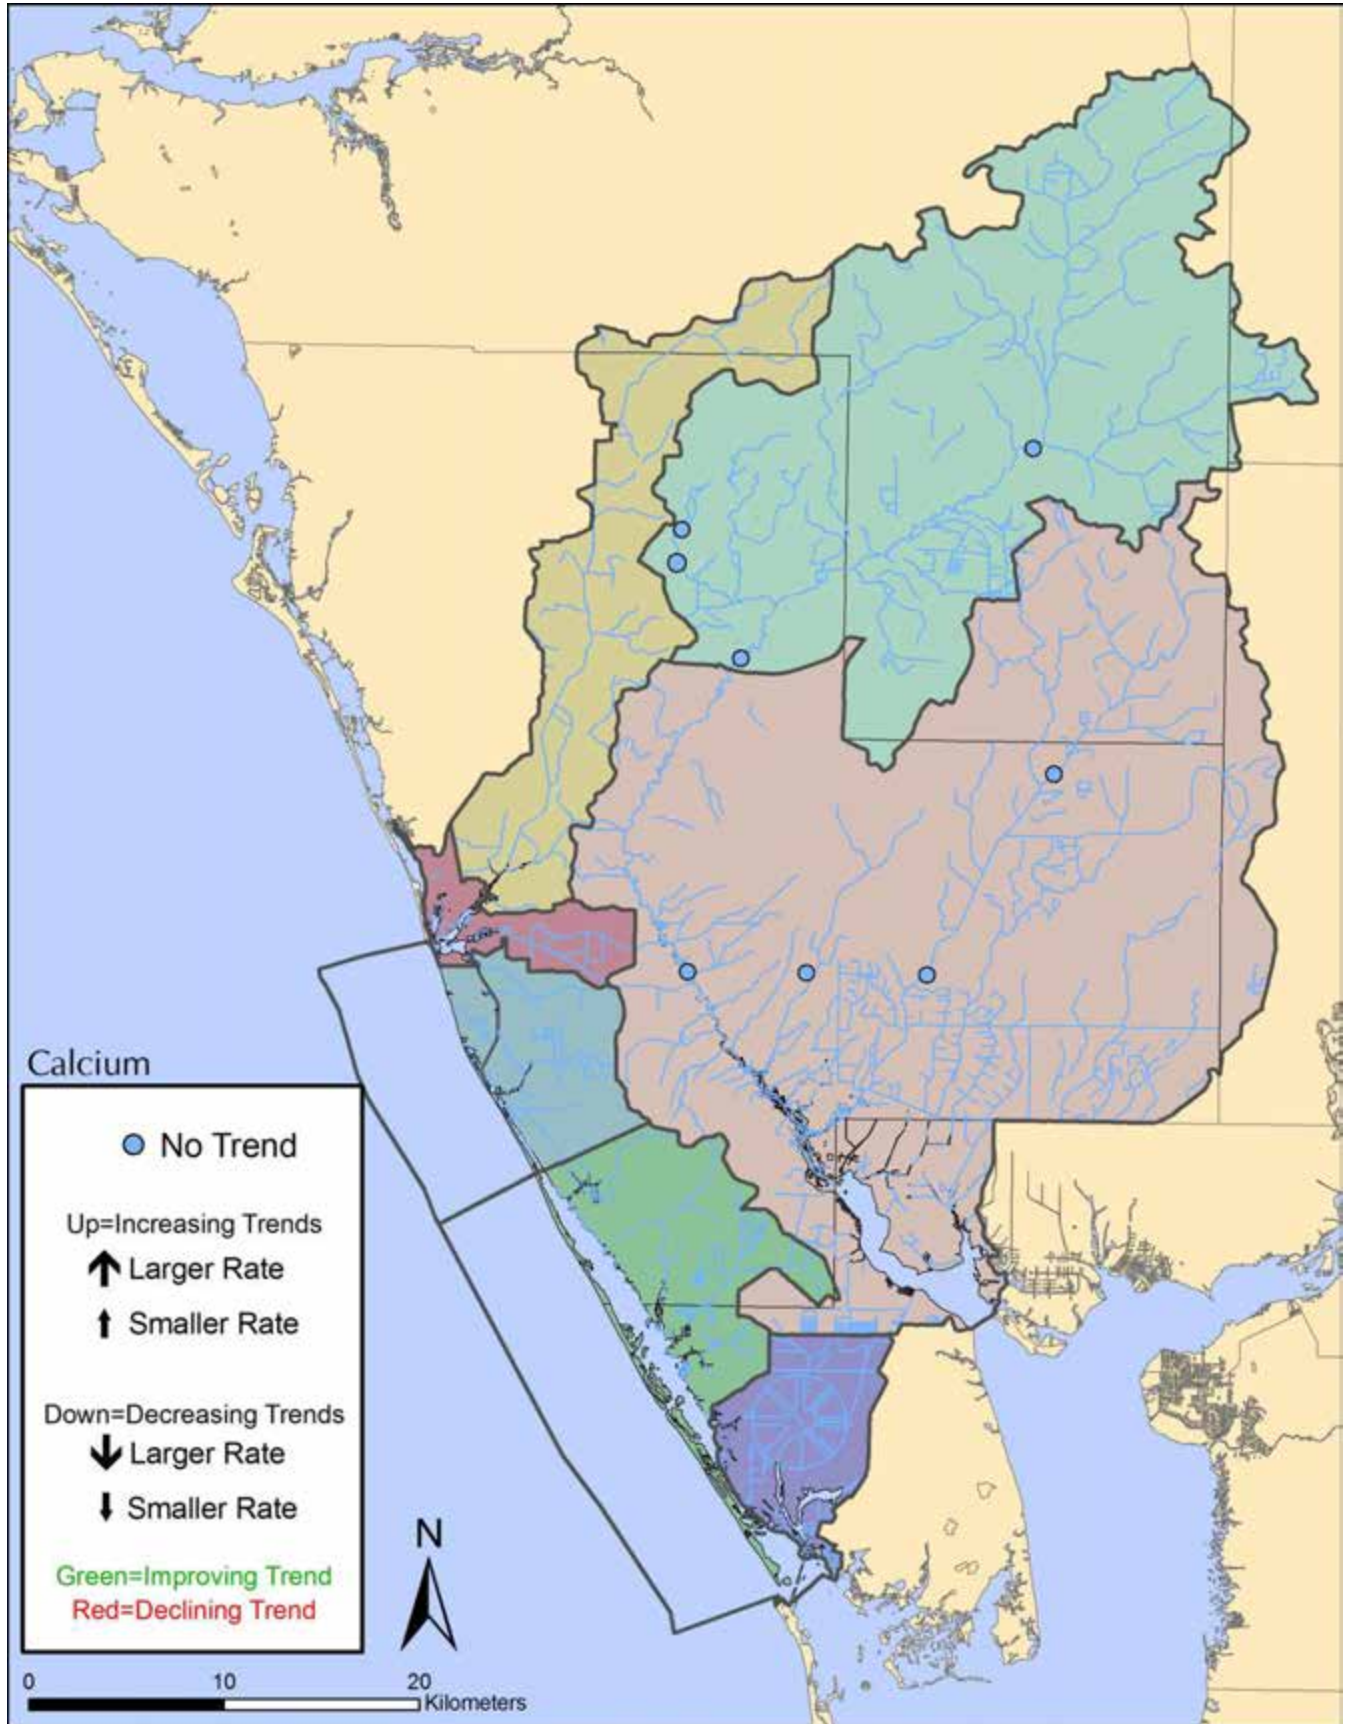 Calcium
No Trend
Up=Increasing Trends
Larger Rate
Smaller Rate
Down=Decreasing Trends
Larger Rate
Smaller Rate
Green=Improving Trend
Red=Declining Trend
N
0 10 20
Kilometers